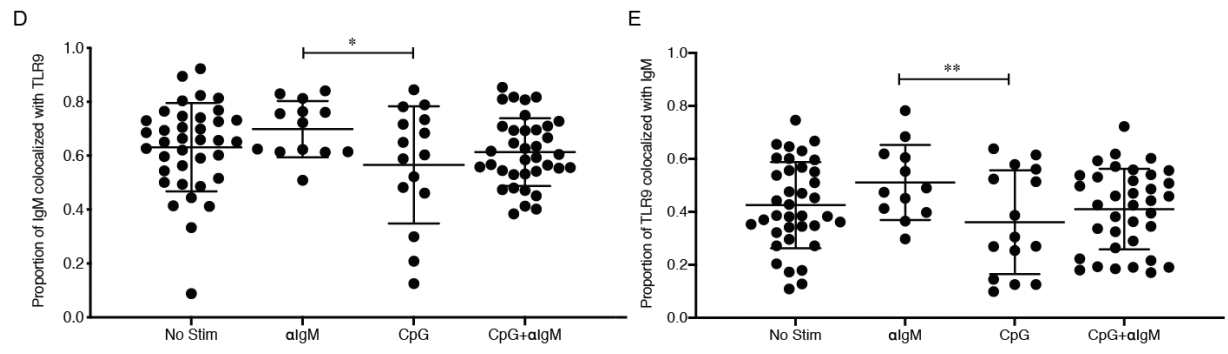 D
Proportion of IgM colocalized with TLR9
1.0
0.8
0.6
0.4
0.2
0.0
*
No Stim
αIgM
CpG
CpG+αIgM
E
Proportion of TLR9 colocalized with IgM
1.0
0.8
0.6
0.4
0.2
0.0
**
No Stim
αIgM
CpG
CpG+αIgM